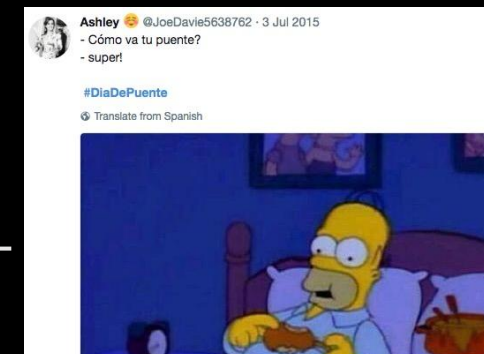 Ashley @JoeDavie5638762 · 3 Jul 2015
- Cómo va tu puente?
- super!
#DiaDePuente
Translate from Spanish